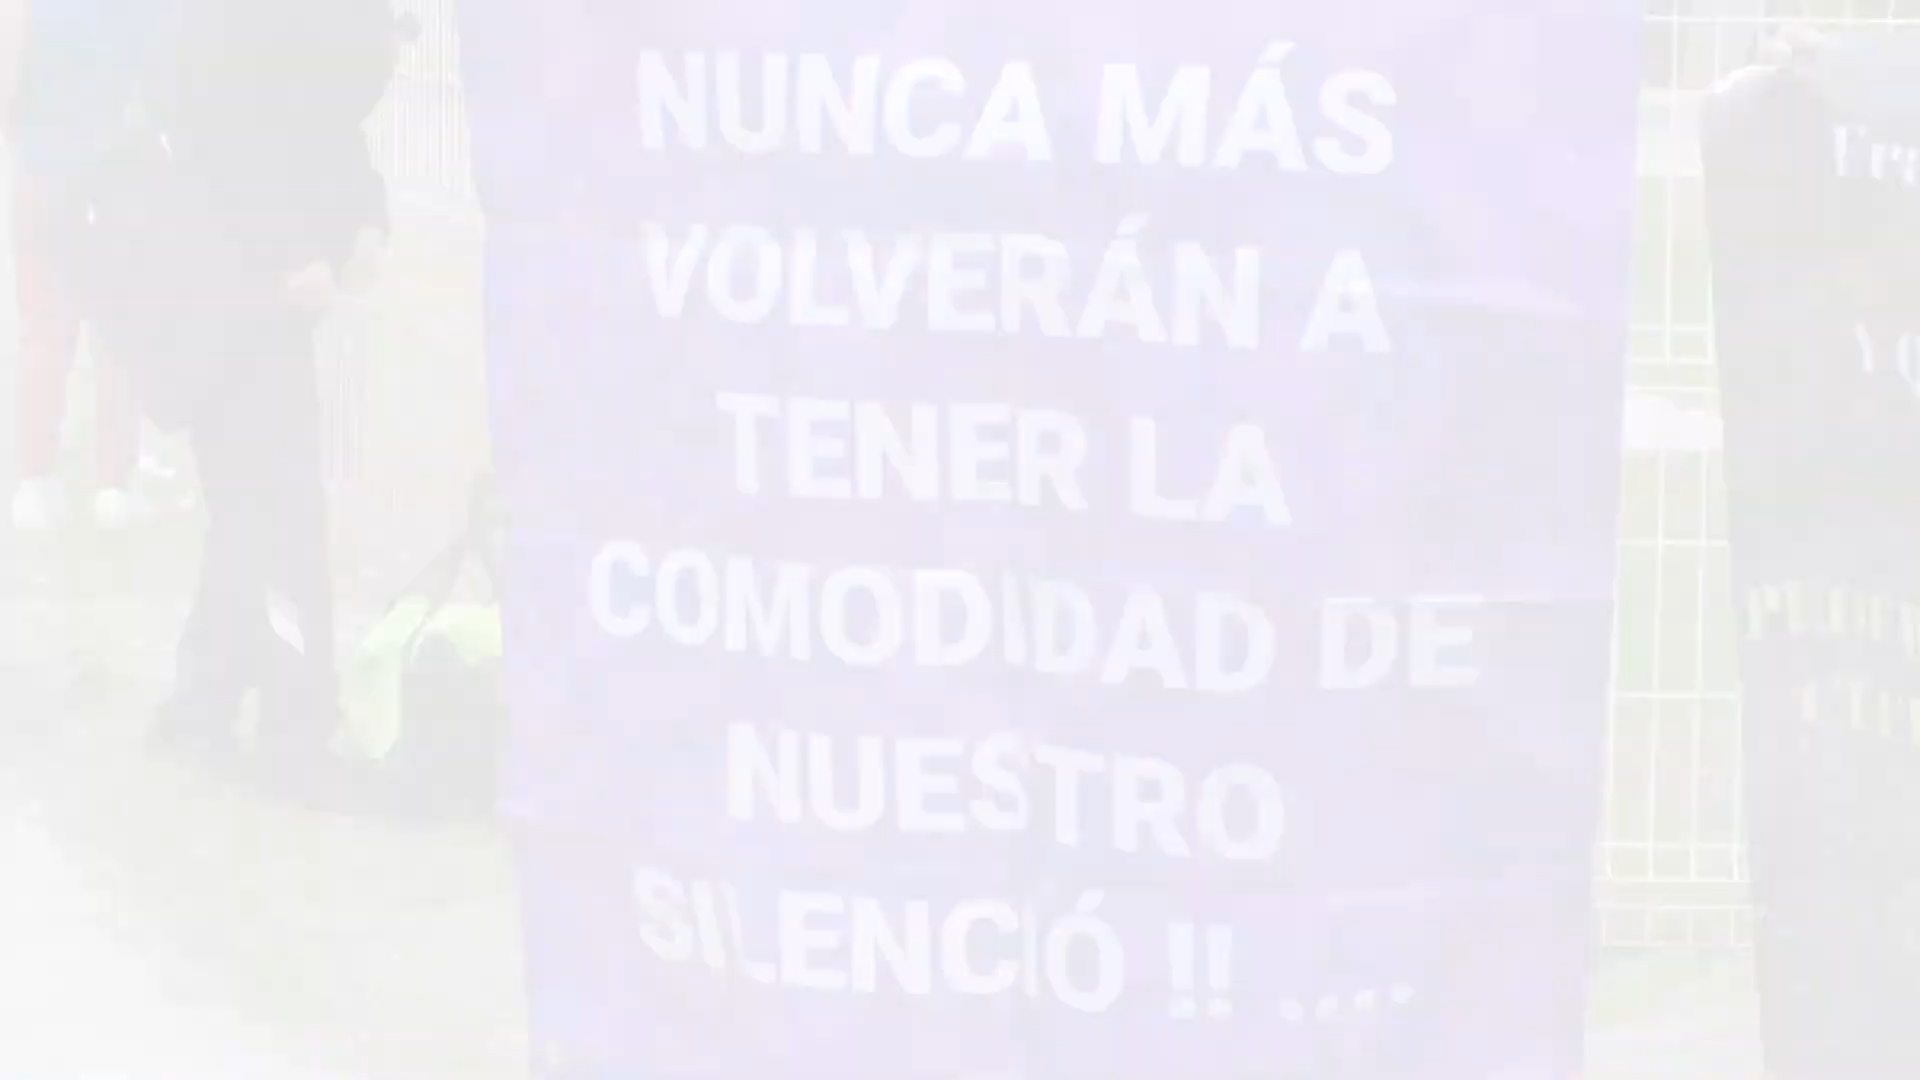 NUNCA MÁS
VOLVERÁN A
TENER LA
COMODIDAD DE
NUESTRO
SILENCIÓ !! ....